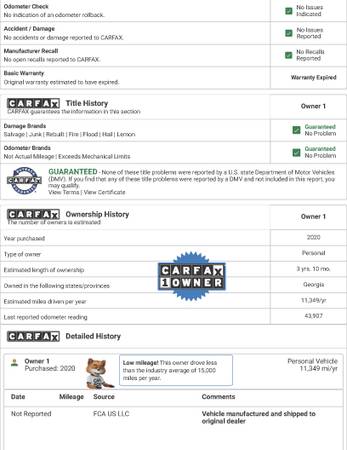 Odometer Check
No indication of an odometer rollback.
No Issues
Indicated
Accident / Damage
No accidents or damage reported to CARFAX.
No Issues
Reported
Manufacturer Recall
No open recalls reported to CARFAX.
No Recalls
Reported
Basic Warranty
Original warranty estimated to have expired.
Warranty Expired
CARFAX Title History
CARFAX guarantees the information in this section
Owner 1
Damage Brands
Salvage | Junk | Rebuilt | Fire | Flood | Hail | Lemon
Guaranteed
No Problem
Odometer Brands
Not Actual Mileage | Exceeds Mechanical Limits
Guaranteed
No Problem
GUARANTEED - None of these title problems were reported by a U.S. state Department of Motor Vehicles
(DMV). If you find that any of these title problems were reported by a DMV and not included in this report, you
may qualify.
View Terms | View Certificate
CARFAX Ownership History
The number of owners is estimated
Owner 1
Year purchased
2020
Type of owner
Personal
Estimated length of ownership
3 yrs. 10 mo.
Owned in the following states/provinces
Georgia
Estimated miles driven per year
11,349/yr
Last reported odometer reading
43,907
CARFAX
1 OWNER
CARFAX Detailed History
Owner 1
Purchased: 2020
Low mileage! This owner drove less
than the industry average of 15,000
miles per year.
Personal Vehicle
11,349 mi/yr
Date Mileage Source Comments
Not Reported FCA US LLC Vehicle manufactured and shipped to
original dealer